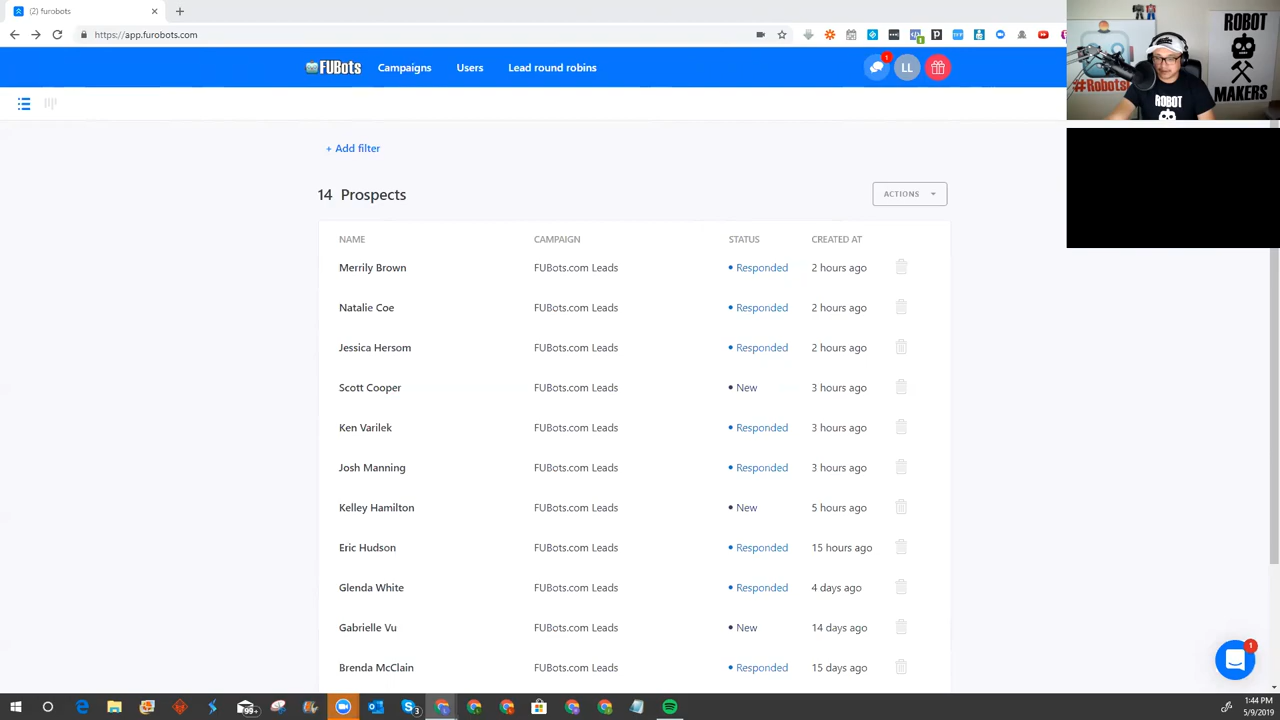 (2) furobots
https://app.furobots.com
FUBots Campaigns Users Lead round robins 1 LL
+ Add filter
14 Prospects ACTIONS
NAME CAMPAIGN STATUS CREATED AT
Merrily Brown FUBots.com Leads • Responded 2 hours ago
Natalie Coe FUBots.com Leads • Responded 2 hours ago
Jessica Hersom FUBots.com Leads • Responded 2 hours ago
Scott Cooper FUBots.com Leads • New 3 hours ago
Ken Varilek FUBots.com Leads • Responded 3 hours ago
Josh Manning FUBots.com Leads • Responded 3 hours ago
Kelley Hamilton FUBots.com Leads • New 5 hours ago
Eric Hudson FUBots.com Leads • Responded 15 hours ago
Glenda White FUBots.com Leads • Responded 4 days ago
Gabrielle Vu FUBots.com Leads • New 14 days ago
Brenda McClain FUBots.com Leads • Responded 15 days ago
1
99+ 3
1:44 PM
5/9/2019
#Robots
ROBOT
MAKERS
ROBOT